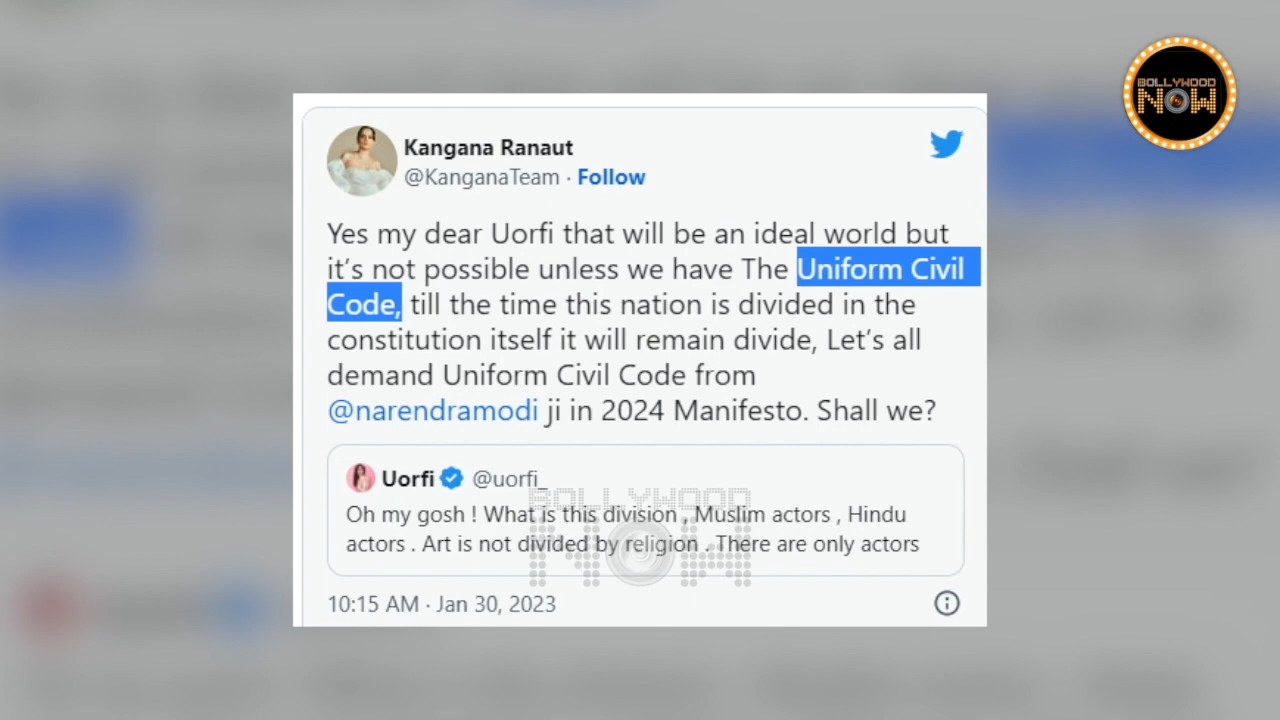 BOLLYWOOD
NOW
Kangana Ranaut
@KanganaTeam · Follow
Yes my dear Uorfi that will be an ideal world but
it's not possible unless we have The Uniform Civil
Code, till the time this nation is divided in the
constitution itself it will remain divide, Let's all
demand Uniform Civil Code from
@narendramodi ji in 2024 Manifesto. Shall we?
Uorfi @uorfi_
Oh my gosh ! What is this division , Muslim actors , Hindu
actors . Art is not divided by religion . There are only actors
BOLLYWOOD
NOW
10:15 AM · Jan 30, 2023